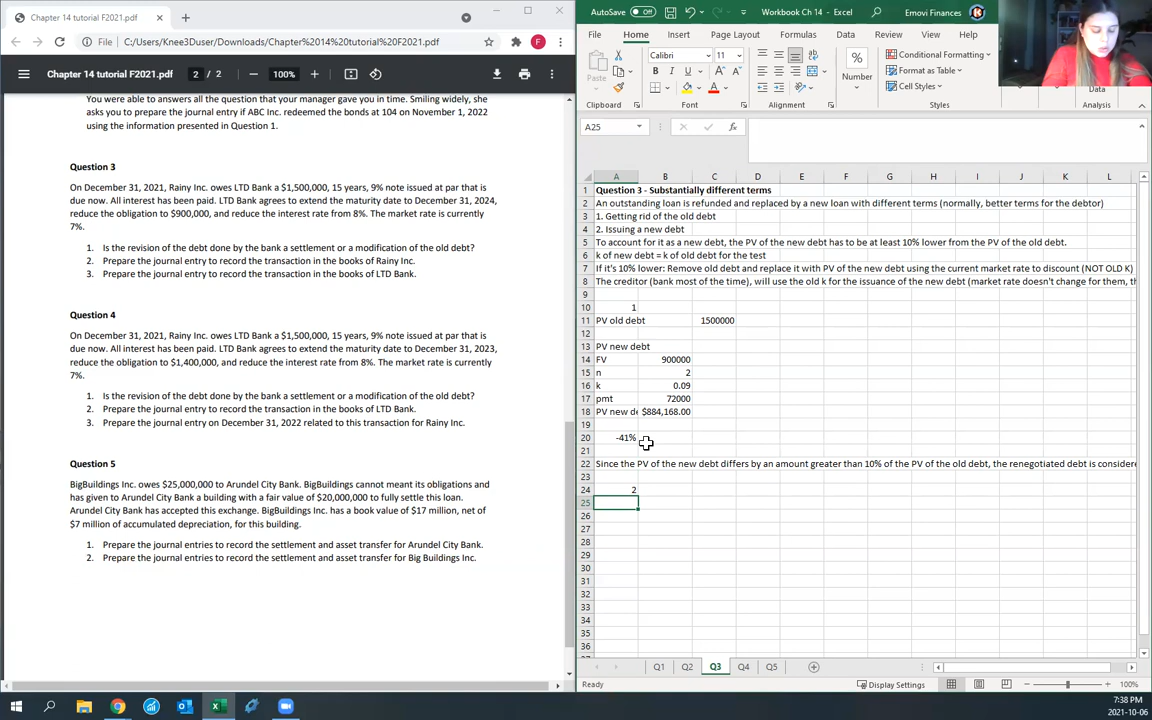 Chapter 14 tutorial F2021.pdf
File
C:/Users/Knee3Duser/Downloads/Chapter%2014%20tutorial%20F2021.pdf
F
Chapter 14 tutorial F2021.pdf
2 / 2
100%
You were able to answers all the question that your manager gave you in time. Smiling widely, she
asks you to prepare the journal entry if ABC Inc. redeemed the bonds at 104 on November 1, 2022
using the information presented in Question 1.
Question 3
On December 31, 2021, Rainy Inc. owes LTD Bank a $1,500,000, 15 years, 9% note issued at par that is
due now. All interest has been paid. LTD Bank agrees to extend the maturity date to December 31, 2024,
reduce the obligation to $900,000, and reduce the interest rate from 8%. The market rate is currently
7%.
1. Is the revision of the debt done by the bank a settlement or a modification of the old debt?
2. Prepare the journal entry to record the transaction in the books of Rainy Inc.
3. Prepare the journal entry to record the transaction in the books of LTD Bank.
Question 4
On December 31, 2021, Rainy Inc. owes LTD Bank a $1,500,000, 15 years, 9% note issued at par that is
due now. All interest has been paid. LTD Bank agrees to extend the maturity date to December 31, 2023,
reduce the obligation to $1,400,000, and reduce the interest rate from 8%. The market rate is currently
7%.
1. Is the revision of the debt done by the bank a settlement or a modification of the old debt?
2. Prepare the journal entry to record the transaction in the books of LTD Bank.
3. Prepare the journal entry on December 31, 2022 related to this transaction for Rainy Inc.
Question 5
BigBuildings Inc. owes $25,000,000 to Arundel City Bank. BigBuildings cannot meant its obligations and
has given to Arundel City Bank a building with a fair value of $20,000,000 to fully settle this loan.
Arundel City Bank has accepted this exchange. BigBuildings Inc. has a book value of $17 million, net of
$7 million of accumulated depreciation, for this building.
1. Prepare the journal entries to record the settlement and asset transfer for Arundel City Bank.
2. Prepare the journal entries to record the settlement and asset transfer for Big Buildings Inc.
AutoSave Off
Workbook Ch 14 - Excel
Emovi Finances
File Home Insert Page Layout Formulas Data Review View Help
Paste
Calibri 11
B I U
%
Number
Conditional Formatting
Format as Table
Cell Styles
Data
Clipboard Font Alignment Styles Analysis
A25
fx
A B C D E F G H I J K L
1 Question 3 - Substantially different terms
2 An outstanding loan is refunded and replaced by a new loan with different terms (normally, better terms for the debtor)
3 1. Getting rid of the old debt
4 2. Issuing a new debt
5 To account for it as a new debt, the PV of the new debt has to be at least 10% lower from the PV of the old debt.
6 k of new debt = k of old debt for the test
7 If it's 10% lower: Remove old debt and replace it with PV of the new debt using the current market rate to discount (NOT OLD K)
8 The creditor (bank most of the time), will use the old k for the issuance of the new debt (market rate doesn't change for them, th
9
10 1
11 PV old debt 1500000
12
13 PV new debt
14 FV 900000
15 n 2
16 k 0.09
17 pmt 72000
18 PV new de $884,168.00
19
20 -41%
21
22 Since the PV of the new debt differs by an amount greater than 10% of the PV of the old debt, the renegotiated debt is considere
23
24 2
25
26
27
28
29
30
31
32
33
34
35
36
Q1 Q2 Q3 Q4 Q5
Ready
Display Settings
100%
7:38 PM
2021-10-06